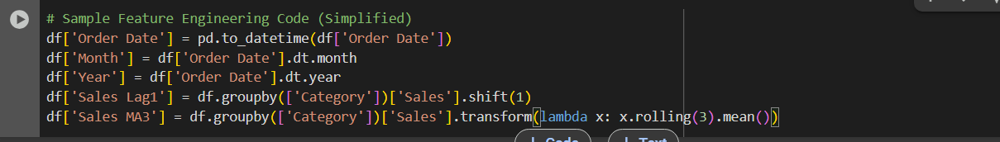 # Sample Feature Engineering Code (Simplified)
df['Order Date'] = pd.to_datetime(df['Order Date'])
df['Month'] = df['Order Date'].dt.month
df['Year'] = df['Order Date'].dt.year
df['Sales Lag1'] = df.groupby(['Category'])['Sales'].shift(1)
df['Sales MA3'] = df.groupby(['Category'])['Sales'].transform(lambda x: x.rolling(3).mean())
Code Text